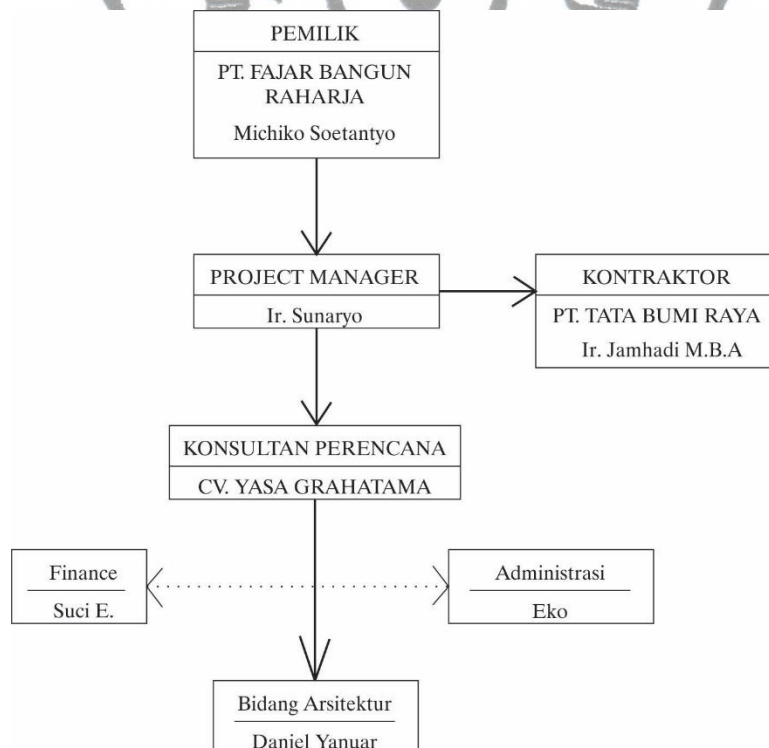 PEMILIK
PT. FAJAR BANGUN
RAHARJA
Michiko Soetantyo
PROJECT MANAGER
Ir. Sunaryo
KONTRAKTOR
PT. TATA BUMI RAYA
Ir. Jamhadi M.B.A
KONSULTAN PERENCANA
CV. YASA GRAHATAMA
Finance
Suci E.
Administrasi
Eko
Bidang Arsitektur
Daniel Yanuar